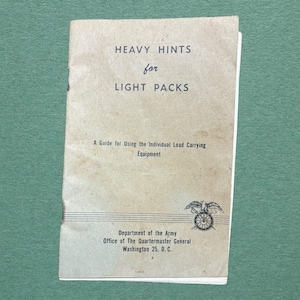 HEAVY HINTS
for
LIGHT PACKS
A Guide for Using the Individual Load Carrying
Equipment
Department of the Army
Office of The Quartermaster General
Washington 25, D. C.